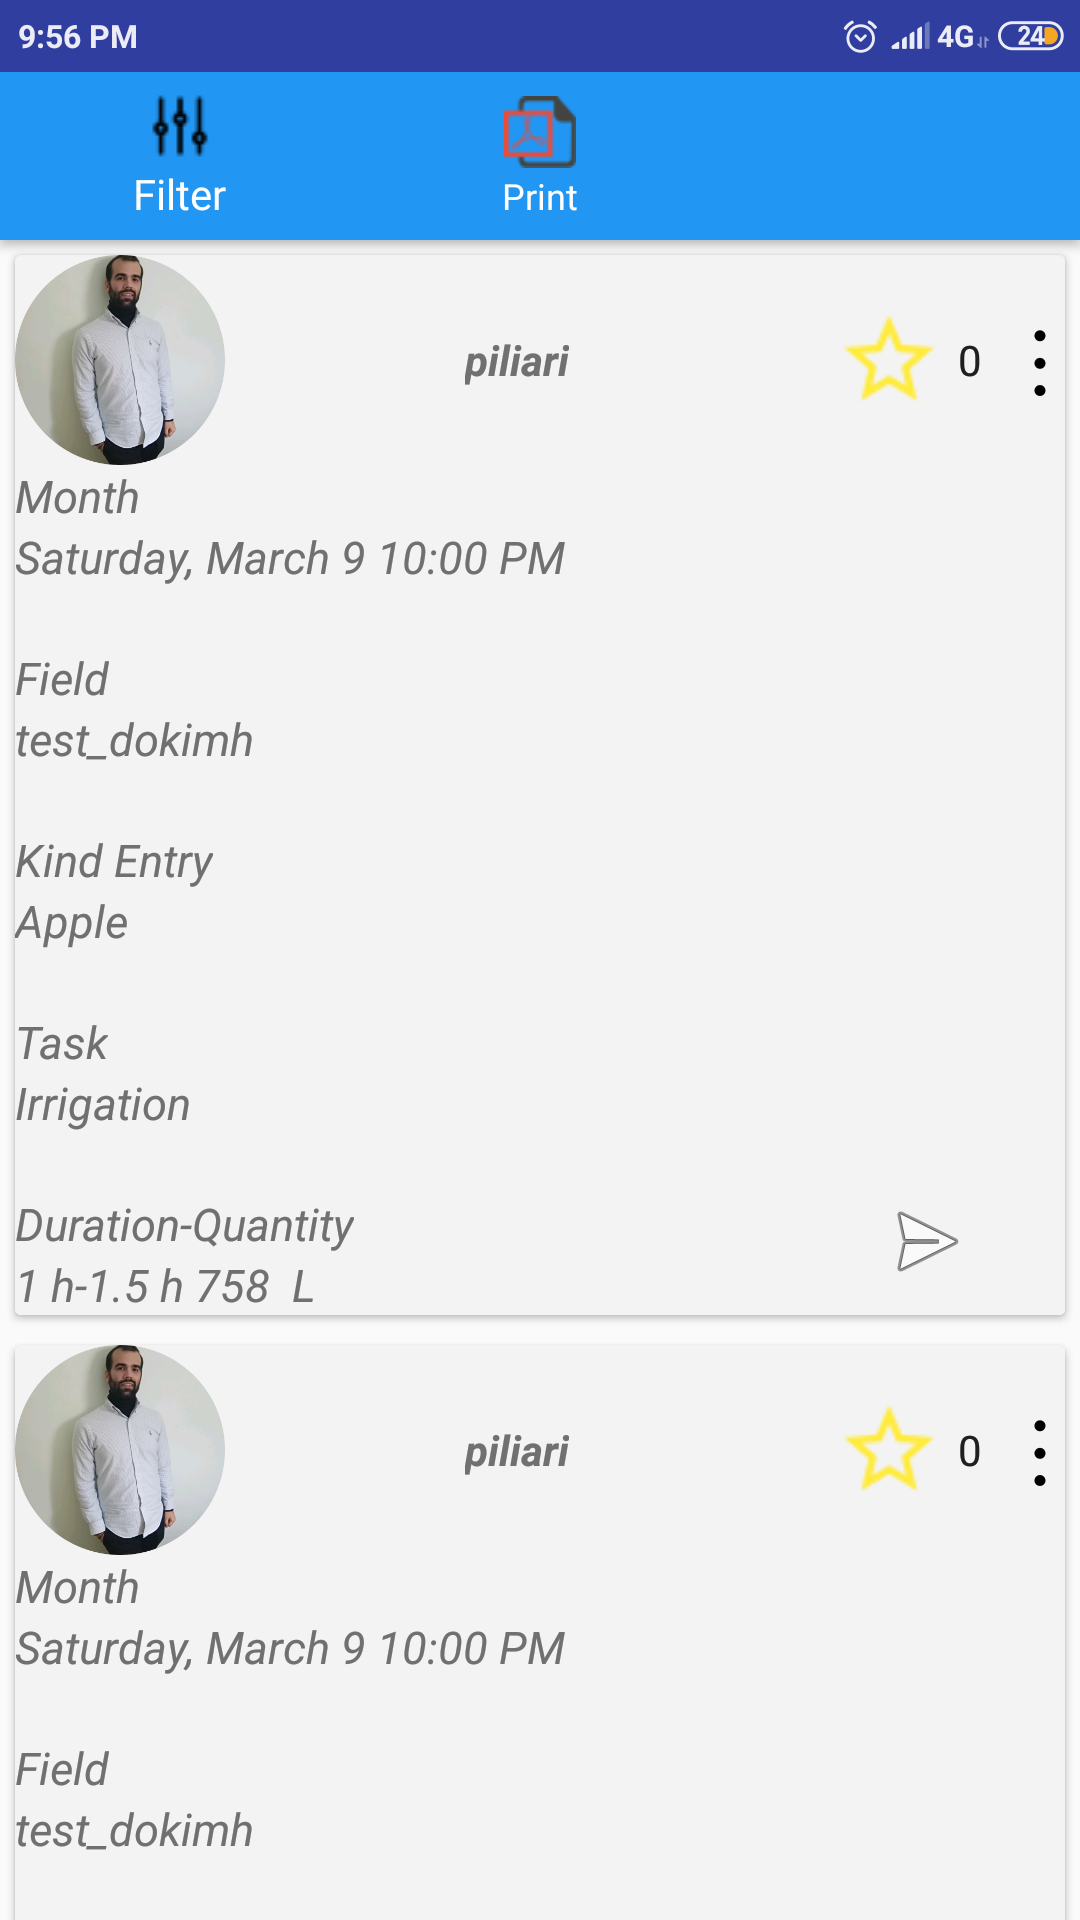 9:56 PM 4G 24
Filter Print
piliari 0
Month
Saturday, March 9 10:00 PM
Field
test_dokimh
Kind Entry
Apple
Task
Irrigation
Duration-Quantity
1 h-1.5 h 758  L
piliari 0
Month
Saturday, March 9 10:00 PM
Field
test_dokimh